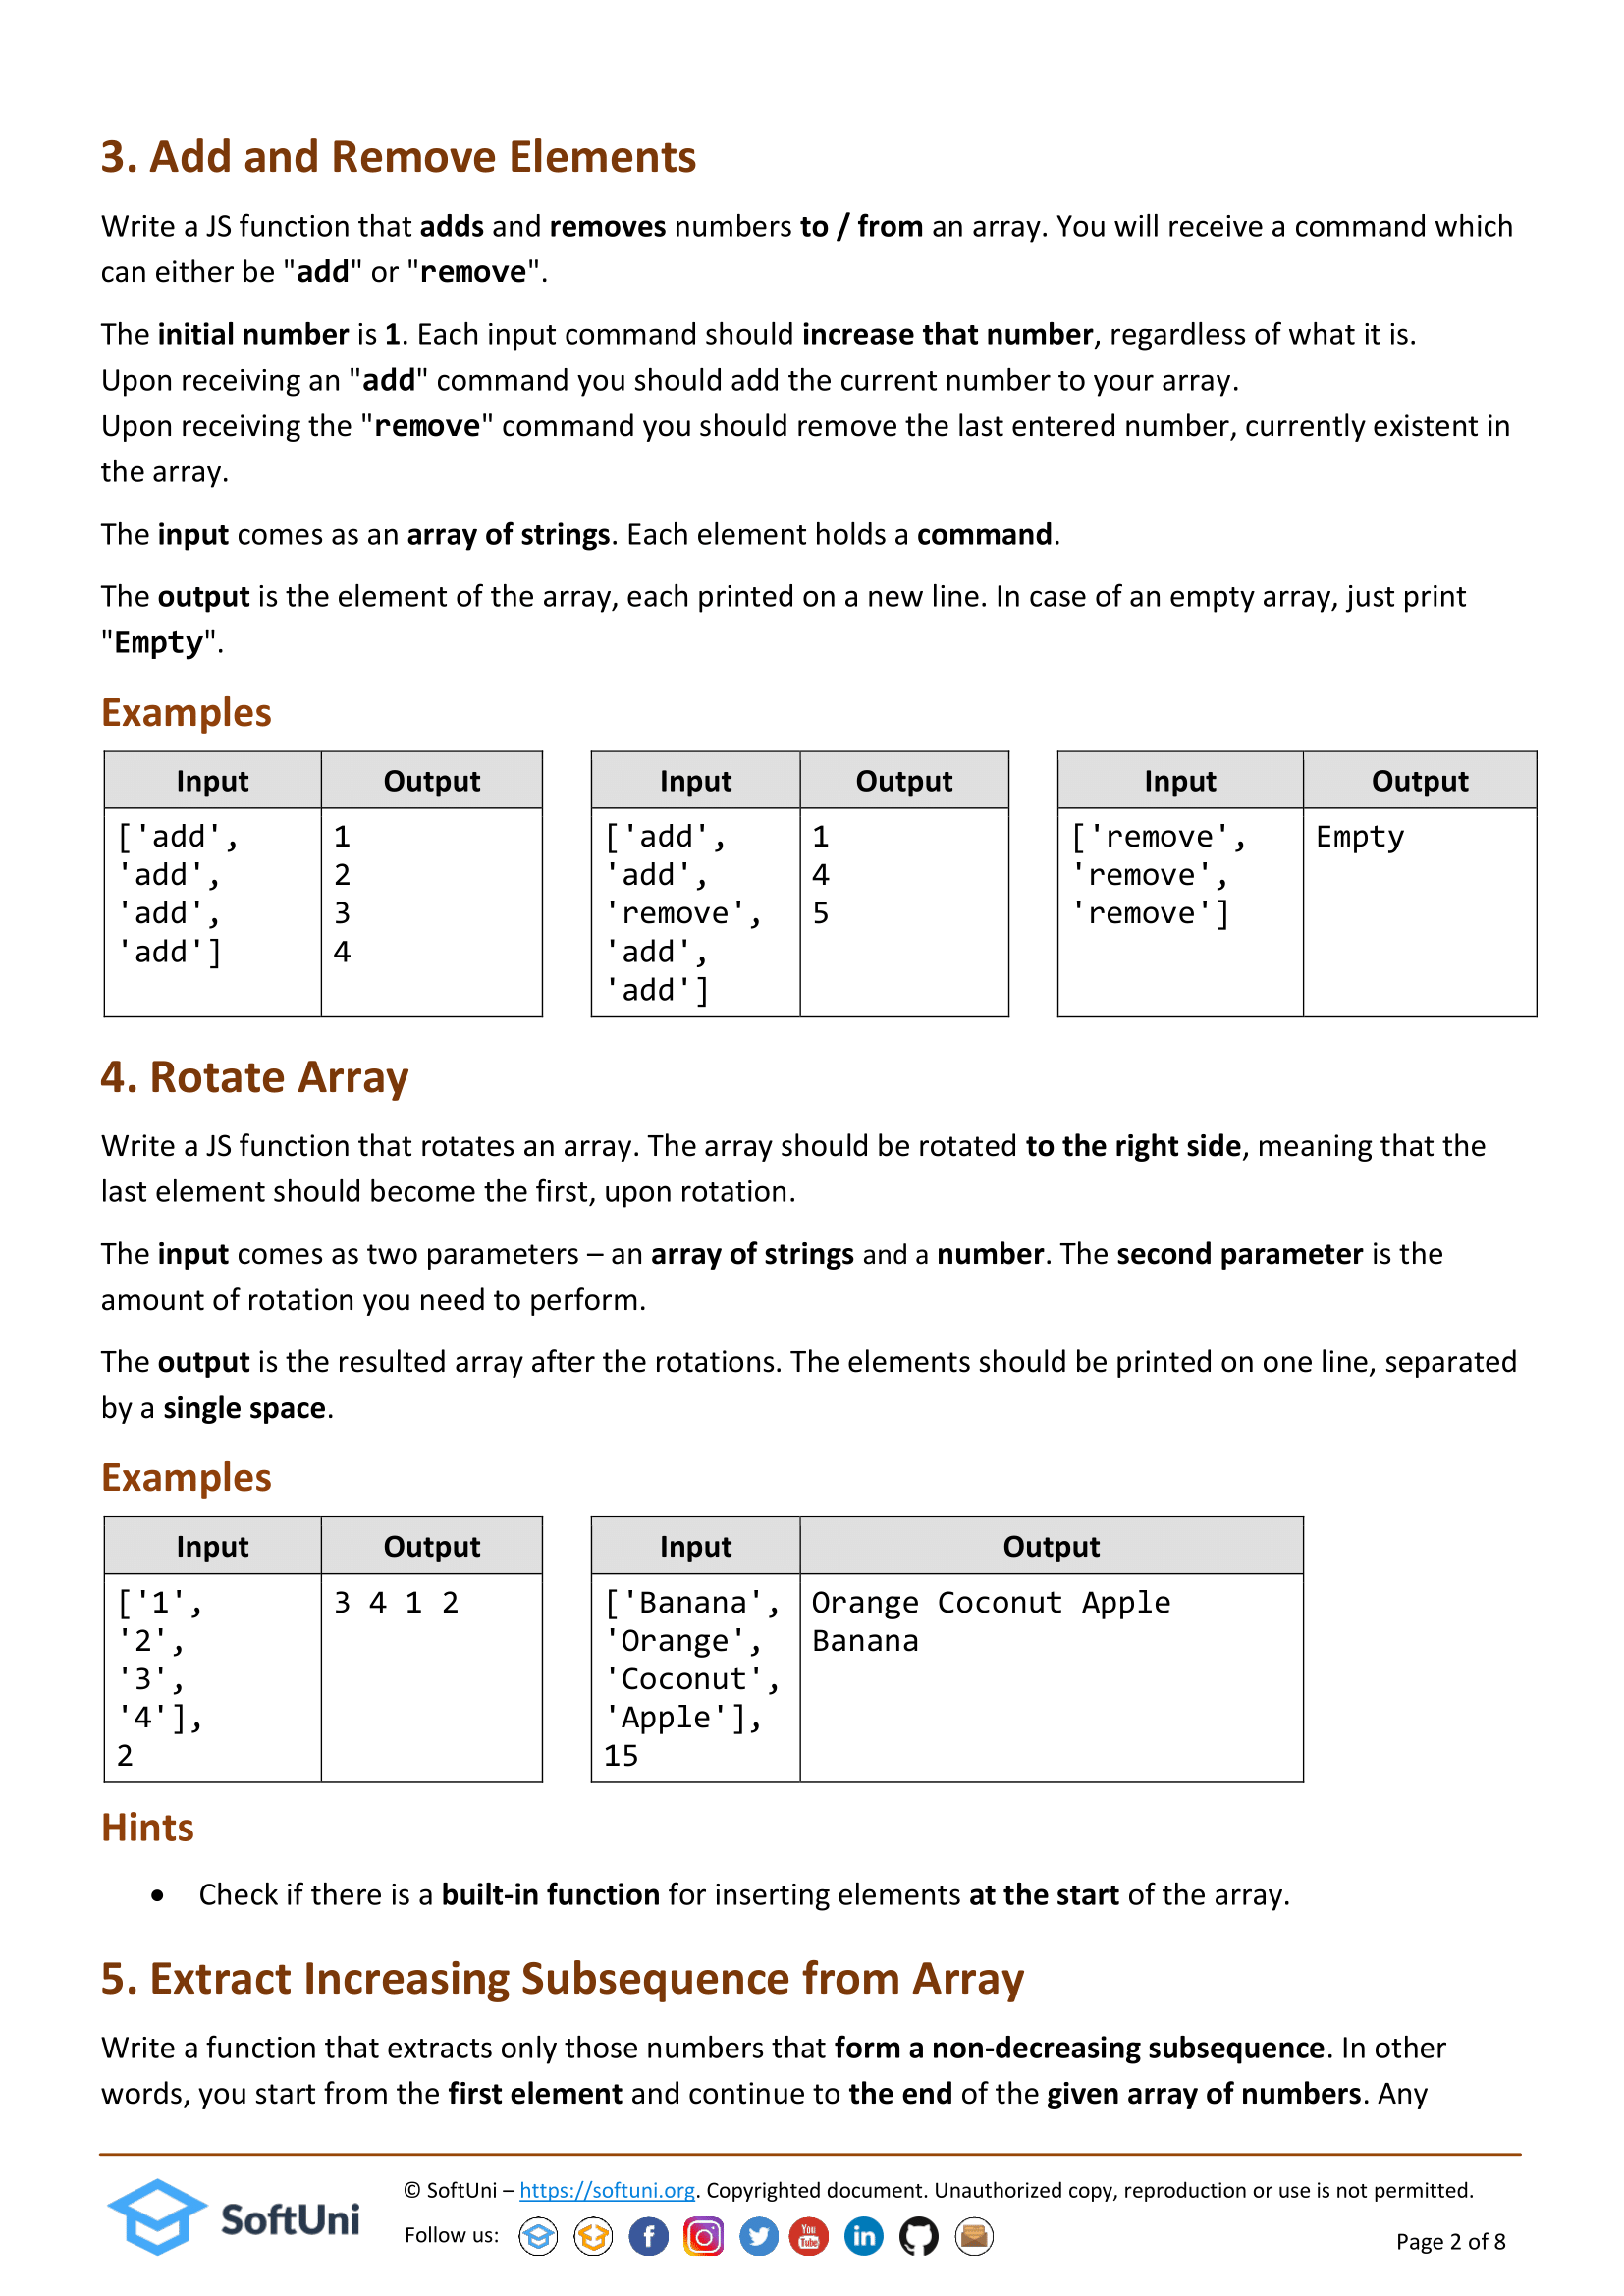 3. Add and Remove Elements
Write a JS function that adds and removes numbers to / from an array. You will receive a command which
can either be "add" or "remove".
The initial number is 1. Each input command should increase that number, regardless of what it is.
Upon receiving an "add" command you should add the current number to your array.
Upon receiving the "remove" command you should remove the last entered number, currently existent in
the array.
The input comes as an array of strings. Each element holds a command.
The output is the element of the array, each printed on a new line. In case of an empty array, just print
"Empty".
Examples
Input Output
['add', 1
'add', 2
'add', 3
'add'] 4
Input Output
['add', 1
'add', 4
'remove', 5
'add',
'add']
Input Output
['remove', Empty
'remove',
'remove']
4. Rotate Array
Write a JS function that rotates an array. The array should be rotated to the right side, meaning that the
last element should become the first, upon rotation.
The input comes as two parameters – an array of strings and a number. The second parameter is the
amount of rotation you need to perform.
The output is the resulted array after the rotations. The elements should be printed on one line, separated
by a single space.
Examples
Input Output
['1', 3 4 1 2
'2',
'3',
'4'],
2
Input Output
['Banana', Orange Coconut Apple
'Orange', Banana
'Coconut',
'Apple'],
15
Hints
• Check if there is a built-in function for inserting elements at the start of the array.
5. Extract Increasing Subsequence from Array
Write a function that extracts only those numbers that form a non-decreasing subsequence. In other
words, you start from the first element and continue to the end of the given array of numbers. Any
SoftUni
© SoftUni – https://softuni.org. Copyrighted document. Unauthorized copy, reproduction or use is not permitted.
Follow us:
You
Tube
Page 2 of 8